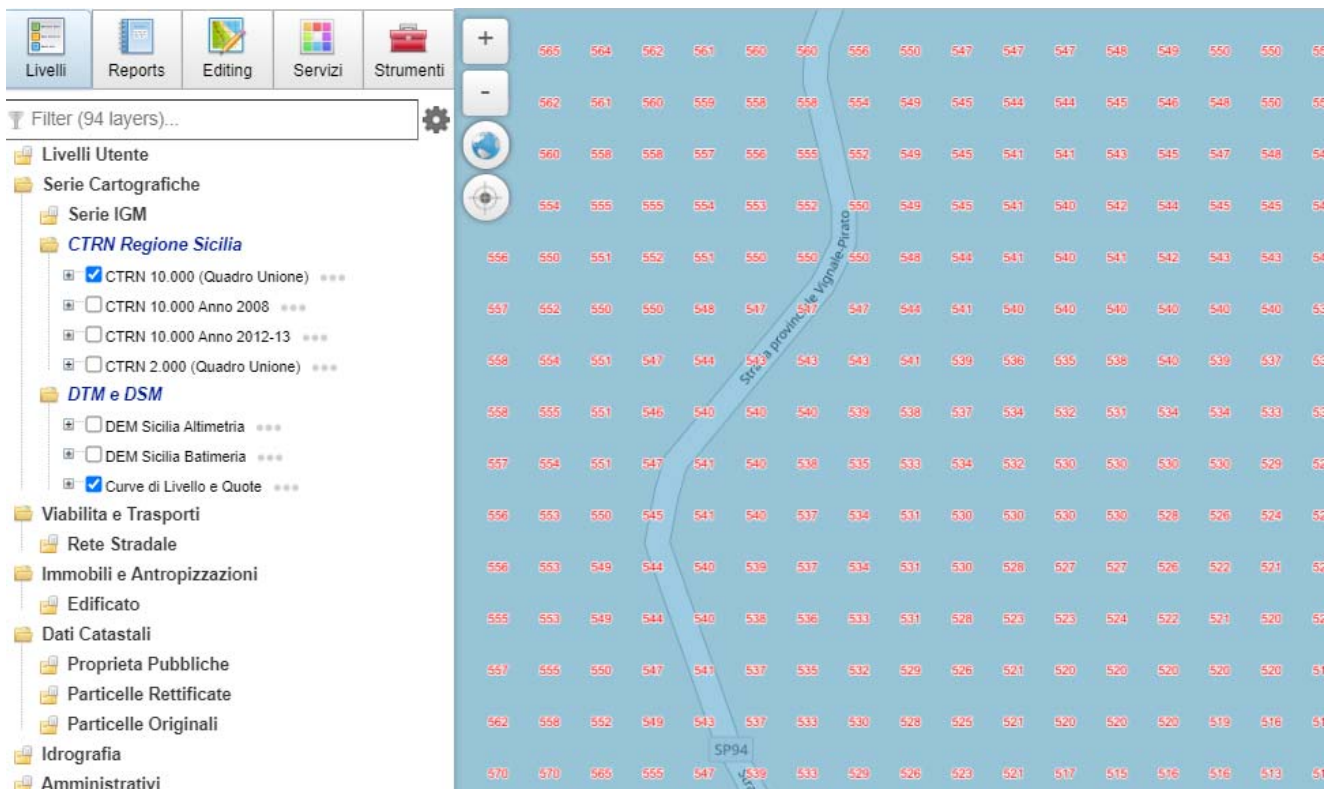 Livelli Reports Editing Servizi Strumenti
Filter (94 layers)...
Livelli Utente
Serie Cartografiche
Serie IGM
CTRN Regione Sicilia
CTRN 10.000 (Quadro Unione)
CTRN 10.000 Anno 2008
CTRN 10.000 Anno 2012-13
CTRN 2.000 (Quadro Unione)
DTM e DSM
DEM Sicilia Altimetria
DEM Sicilia Batimeria
Curve di Livello e Quote
Viabilita e Trasporti
Rete Stradale
Immobili e Antropizzazioni
Edificato
Dati Catastali
Proprieta Pubbliche
Particelle Rettificate
Particelle Originali
Idrografia
Amministrativi
+
-
565 564 562 561 560 560 556 550 547 547 547 548 549 550 550
562 561 560 559 558 558 554 549 545 544 544 545 546 548 550
560 558 558 557 556 555 552 549 545 541 541 543 545 547 548
554 555 555 554 553 552 550 549 545 541 540 542 544 545 545
556 550 551 552 551 550 550 550 548 544 541 540 541 542 543 543
557 552 550 550 548 547 547 547 544 541 540 540 540 540 540 540
558 554 551 547 544 543 543 543 541 539 536 535 538 540 539 537
558 555 551 546 540 540 540 539 538 537 534 532 531 534 534 533
557 554 551 547 541 540 538 535 533 534 532 530 530 530 530 529
556 553 550 545 541 540 537 534 531 530 530 530 530 528 526 524
556 553 549 544 540 539 537 534 531 530 528 527 527 526 522 521
555 553 549 544 540 538 536 533 531 528 523 523 524 522 521 520
557 555 550 547 541 537 535 532 529 526 521 520 520 520 520 520
562 558 552 549 543 537 533 530 528 525 521 520 520 520 519 516
570 570 565 555 547 539 533 529 526 523 521 517 515 516 516 513
Strada provinciale Vignale-Pirato
SP94